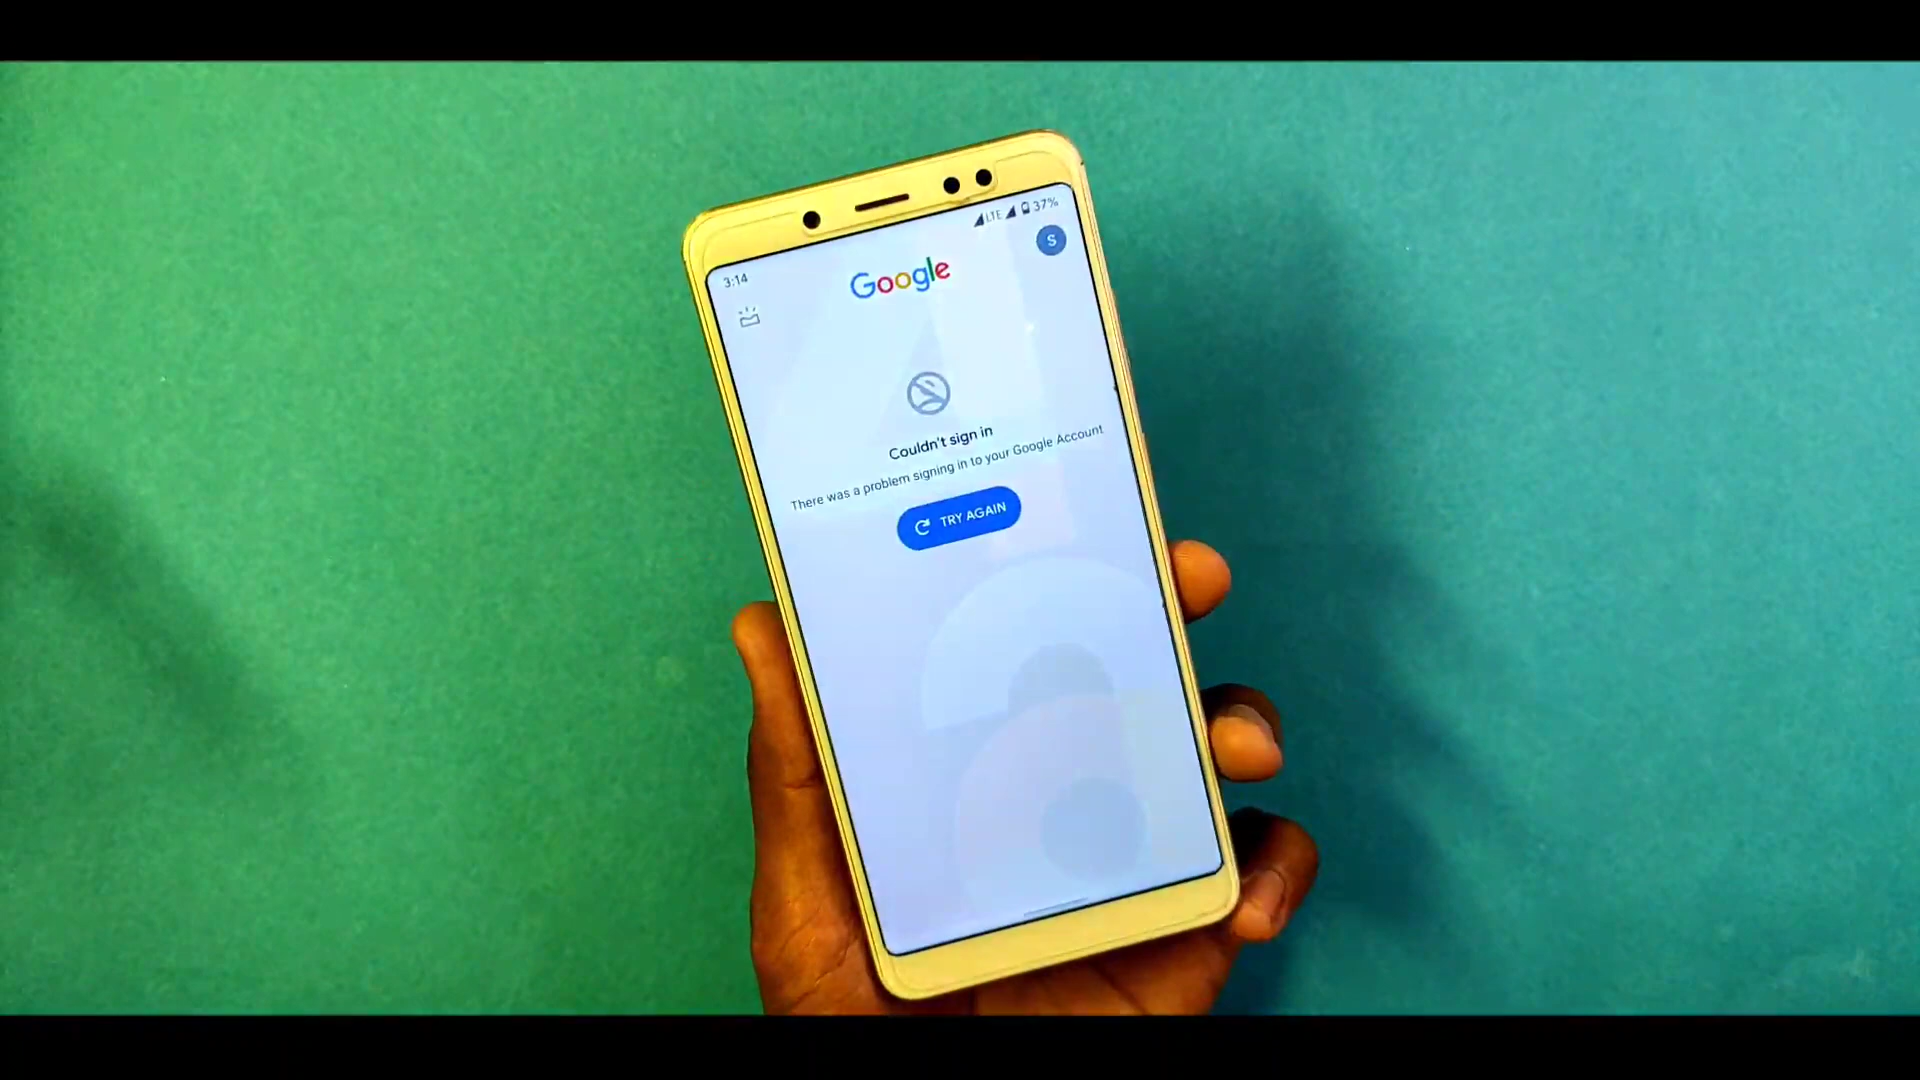 LTE 37%
3:14
S
Google
Couldn't sign in
There was a problem signing in to your Google Account
TRY AGAIN